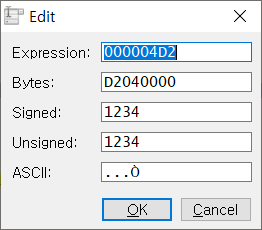 Edit
Expression: 000004D2
Bytes: D2040000
Signed: 1234
Unsigned: 1234
ASCII: ...Ò
OK Cancel